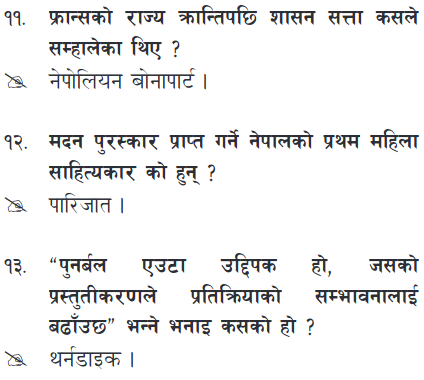 ११. फ्रान्सको राज्य क्रान्तिपछि शासन सत्ता कसले
सम्हालेका थिए ?
नेपोलियन बोनापार्ट ।
१२. मदन पुरस्कार प्राप्त गर्ने नेपालको प्रथम महिला
साहित्यकार को हुन् ?
पारिजात ।
१३. “पुनर्बल एउटा उद्दिपक हो, जसको
प्रस्तुतीकरणले प्रतिक्रियाको सम्भावनालाई
बढाउँछ” भन्ने भनाइ कसको हो ?
थर्नडाइक ।